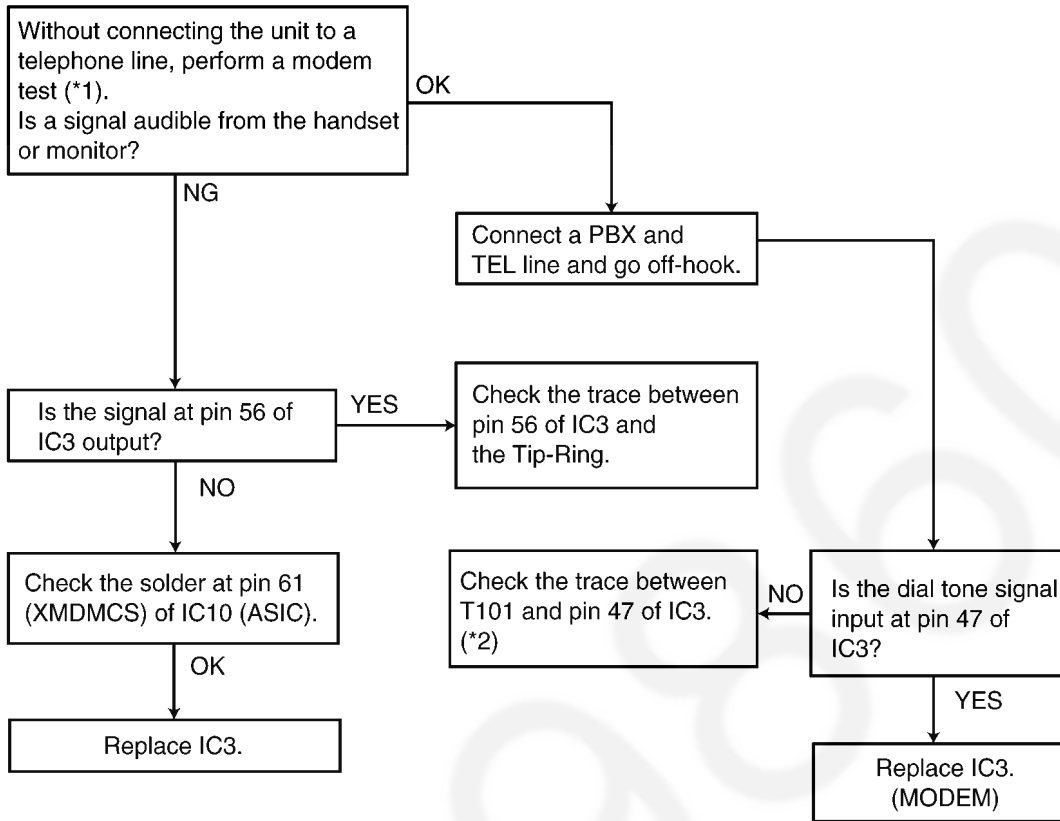 Without connecting the unit to a
telephone line, perform a modem
test (*1).
Is a signal audible from the handset
or monitor?
OK
NG
Connect a PBX and
TEL line and go off-hook.
Is the signal at pin 56 of
IC3 output?
YES
Check the trace between
pin 56 of IC3 and
the Tip-Ring.
NO
Check the solder at pin 61
(XMDMCS) of IC10 (ASIC).
OK
Replace IC3.
Check the trace between
T101 and pin 47 of IC3.
(*2)
NO
Is the dial tone signal
input at pin 47 of
IC3?
YES
Replace IC3.
(MODEM)